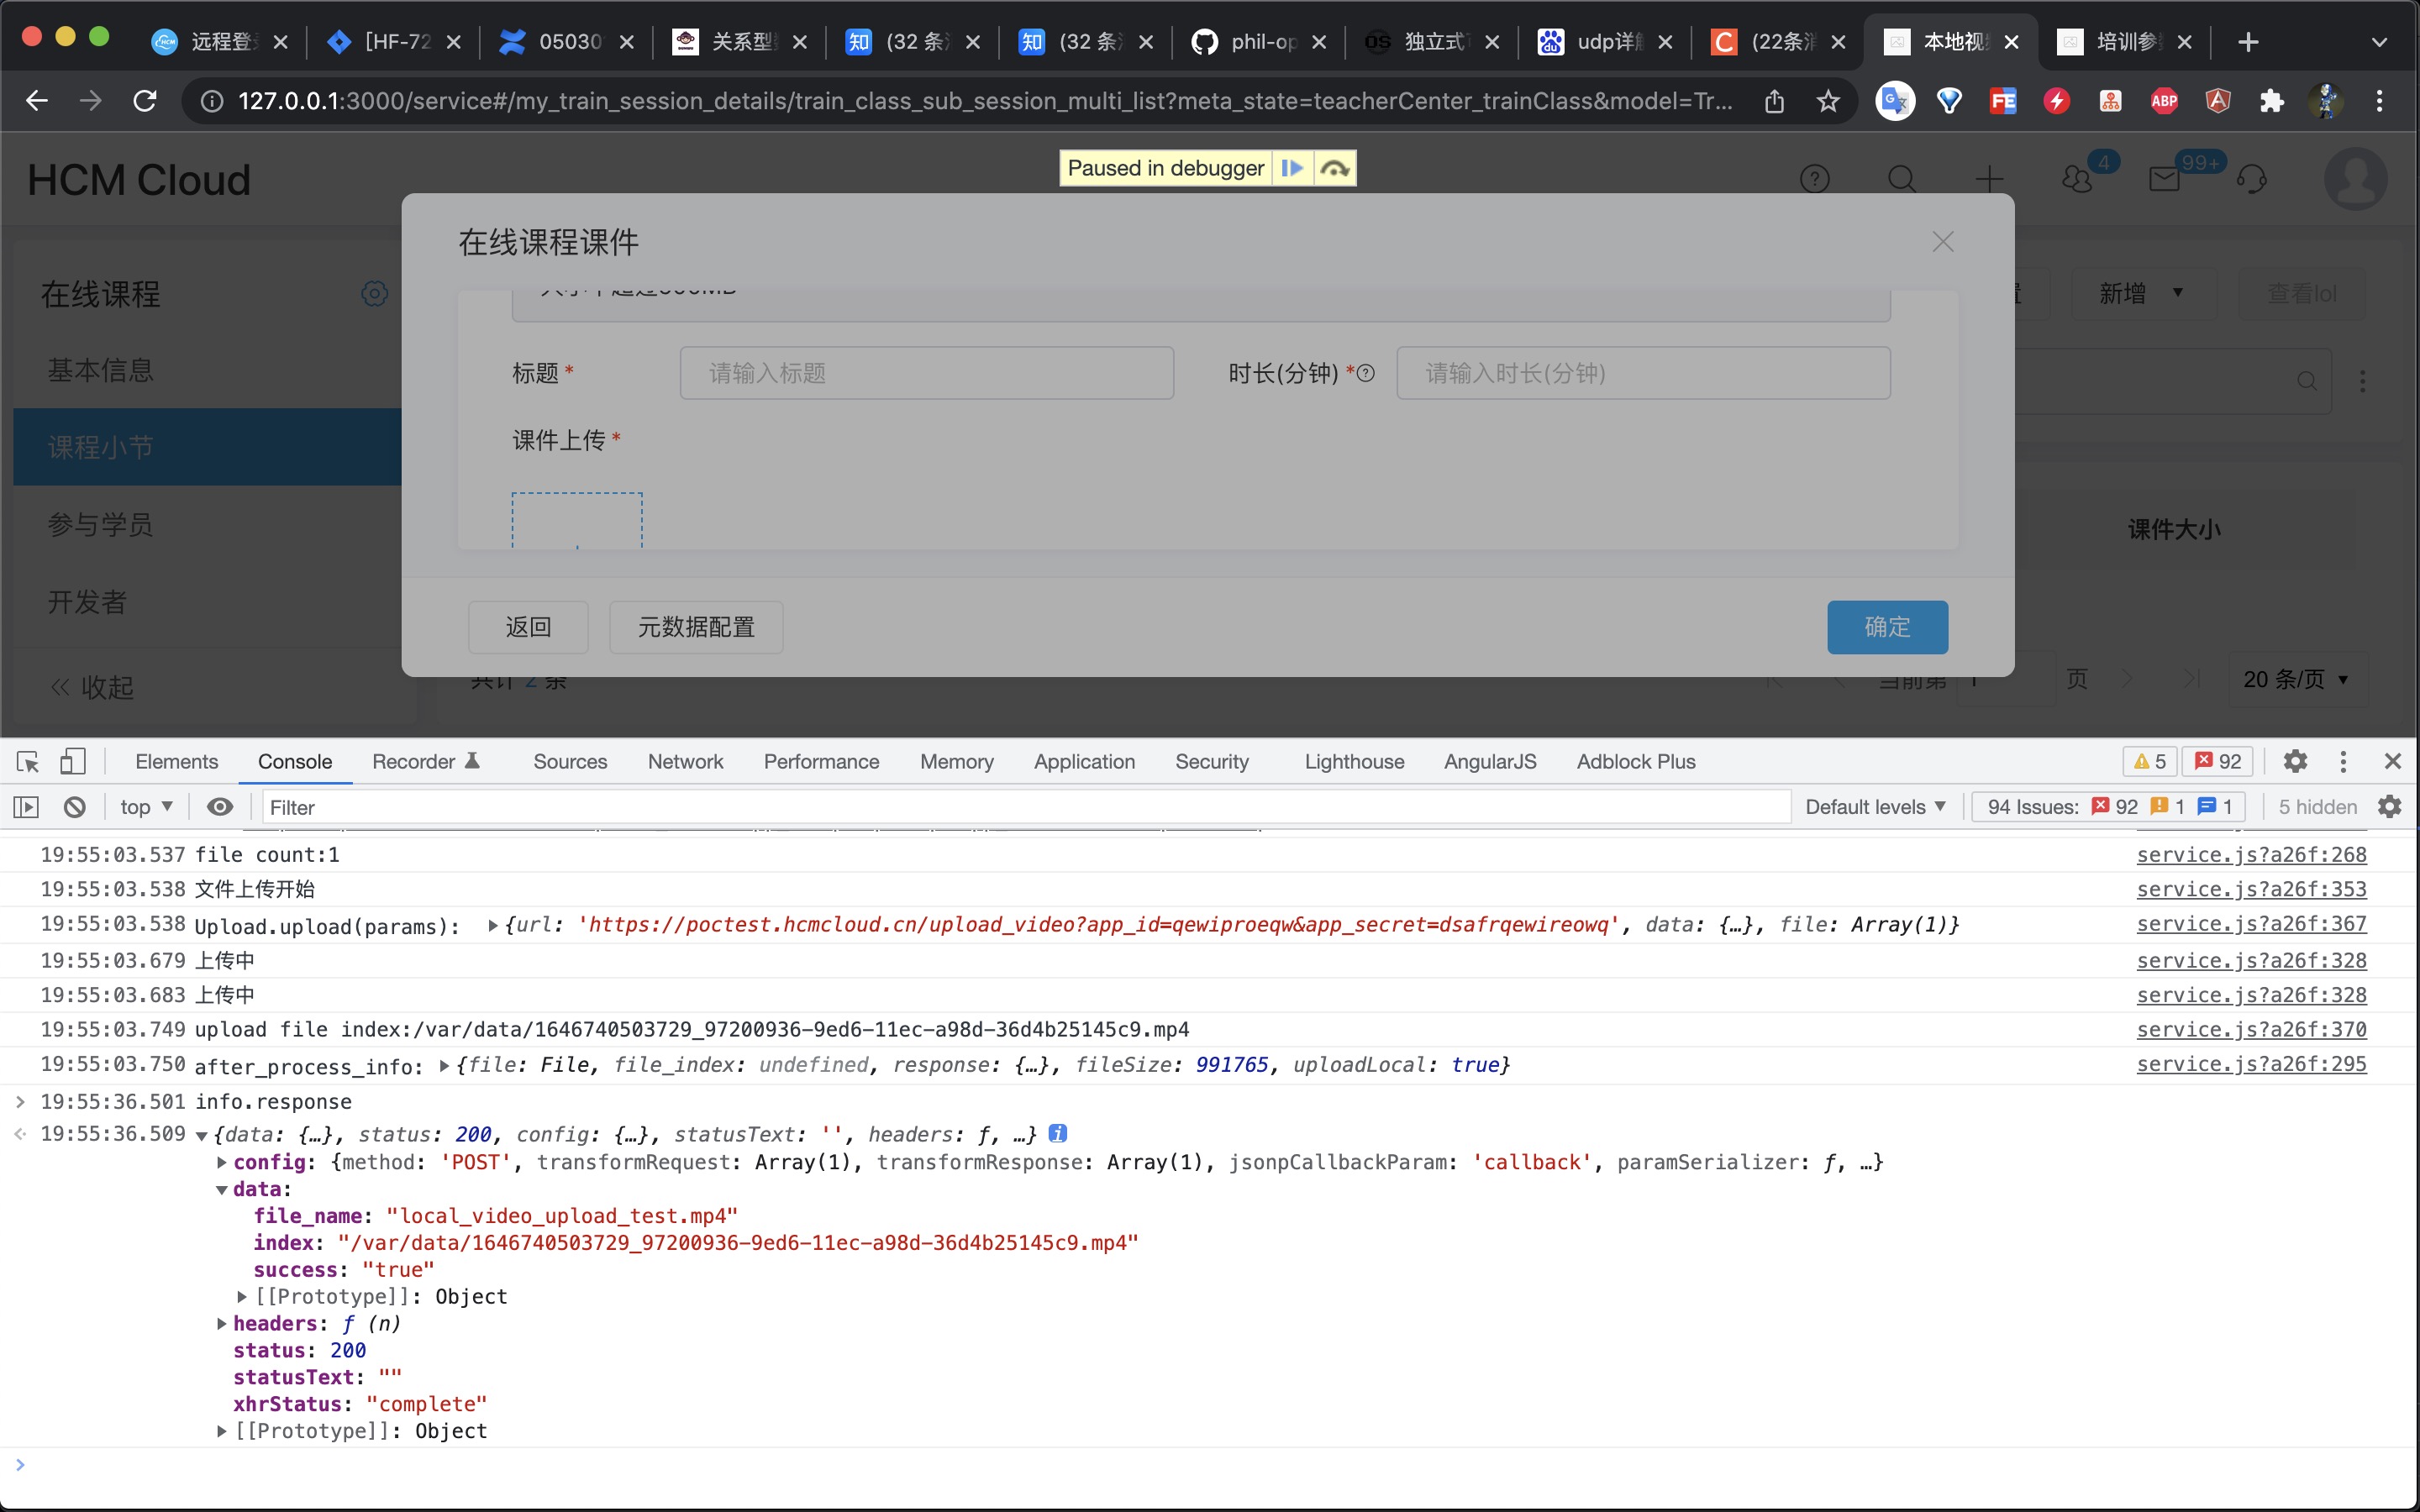 远程登
[HF-72
05030
关系型
(32 条
(32 条
phil-op
独立式
udp详解
(22条消
本地视频
培训参
127.0.0.1:3000/service#/my_train_session_details/train_class_sub_session_multi_list?meta_state=teacherCenter_trainClass&model=Tr...
HCM Cloud
Paused in debugger
4
99+
在线课程课件
在线课程
大小不超过500MB
置
新增
查看lol
基本信息
标题 *
请输入标题
时长(分钟) *
请输入时长(分钟)
课程小节
课件上传 *
参与学员
课件大小
开发者
返回
元数据配置
确定
收起
共计 2 条
当前第 1 页
20 条/页
Elements Console Recorder Sources Network Performance Memory Application Security Lighthouse AngularJS Adblock Plus 5 92
top Filter Default levels 94 Issues: 92 1 1 5 hidden
19:55:03.537 file count:1 service.js?a26f:268
19:55:03.538 文件上传开始 service.js?a26f:353
19:55:03.538 Upload.upload(params): {url: 'https://poctest.hcmcloud.cn/upload_video?app_id=qewiproeqw&app_secret=dsafrqewireowq', data: {…}, file: Array(1)} service.js?a26f:367
19:55:03.679 上传中 service.js?a26f:328
19:55:03.683 上传中 service.js?a26f:328
19:55:03.749 upload file index:/var/data/1646740503729_97200936-9ed6-11ec-a98d-36d4b25145c9.mp4 service.js?a26f:370
19:55:03.750 after_process_info: {file: File, file_index: undefined, response: {…}, fileSize: 991765, uploadLocal: true} service.js?a26f:295
19:55:36.501 info.response
19:55:36.509 {data: {…}, status: 200, config: {…}, statusText: '', headers: ƒ, …}
config: {method: 'POST', transformRequest: Array(1), transformResponse: Array(1), jsonpCallbackParam: 'callback', paramSerializer: ƒ, …}
data:
file_name: "local_video_upload_test.mp4"
index: "/var/data/1646740503729_97200936-9ed6-11ec-a98d-36d4b25145c9.mp4"
success: "true"
[[Prototype]]: Object
headers: ƒ (n)
status: 200
statusText: ""
xhrStatus: "complete"
[[Prototype]]: Object